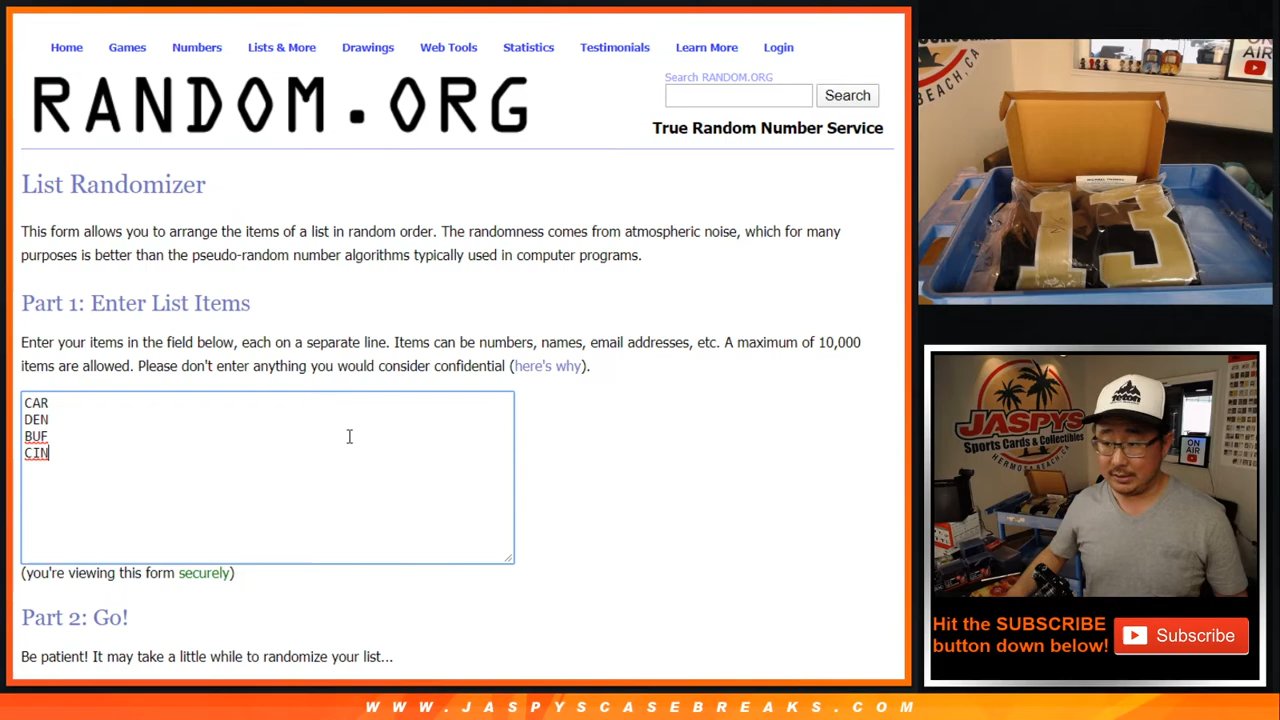 Home Games Numbers Lists & More Drawings Web Tools Statistics Testimonials Learn More Login
RANDOM.ORG
Search RANDOM.ORG
Search
True Random Number Service
List Randomizer
This form allows you to arrange the items of a list in random order. The randomness comes from atmospheric noise, which for many
purposes is better than the pseudo-random number algorithms typically used in computer programs.
Part 1: Enter List Items
Enter your items in the field below, each on a separate line. Items can be numbers, names, email addresses, etc. A maximum of 10,000
items are allowed. Please don't enter anything you would consider confidential (here's why).
CAR
DEN
BUF
CIN
(you're viewing this form securely)
Part 2: Go!
Be patient! It may take a little while to randomize your list...
BEACH, CA
ON
AIR
13
JASPYS
Sports Cards & Collectibles
HERMOSA BEACH, CA
teton
ON
AIR
Hit the SUBSCRIBE
button down below!
Subscribe
WWW.JASPYSCASEBREAKS.COM